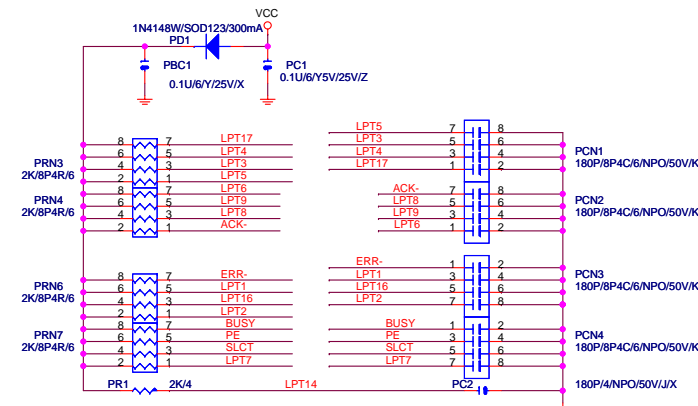 VCC
1N4148W/SOD123/300mA
PD1
PBC1
PC1
0.1U/6/Y/25V/X
0.1U/6/Y5V/25V/Z
LPT5
7 8
8 7 LPT17
LPT3
5 6
PCN1
6 5 LPT4
LPT4
3 4
180P/8P4C/6/NPO/50V/K
PRN3
4 3 LPT3
LPT17
1 2
2K/8P4R/6
2 1 LPT5
8 7 LPT6
ACK-
7 8
PRN4
6 5 LPT9
LPT8
5 6
PCN2
2K/8P4R/6
4 3 LPT8
LPT9
3 4
180P/8P4C/6/NPO/50V/K
2 1 ACK-
LPT6
1 2
ERR-
1 2
8 7 ERR-
LPT1
3 4
PCN3
PRN6
6 5 LPT1
LPT16
5 6
180P/8P4C/6/NPO/50V/K
2K/8P4R/6
4 3 LPT16
LPT2
7 8
2 1 LPT2
8 7 BUSY
BUSY
1 2
PRN7
6 5 PE
PE
3 4
PCN4
2K/8P4R/6
4 3 SLCT
SLCT
5 6
180P/8P4C/6/NPO/50V/K
2 1 LPT7
LPT7
7 8
PR1
2K/4
LPT14
PC2
180P/4/NPO/50V/J/X